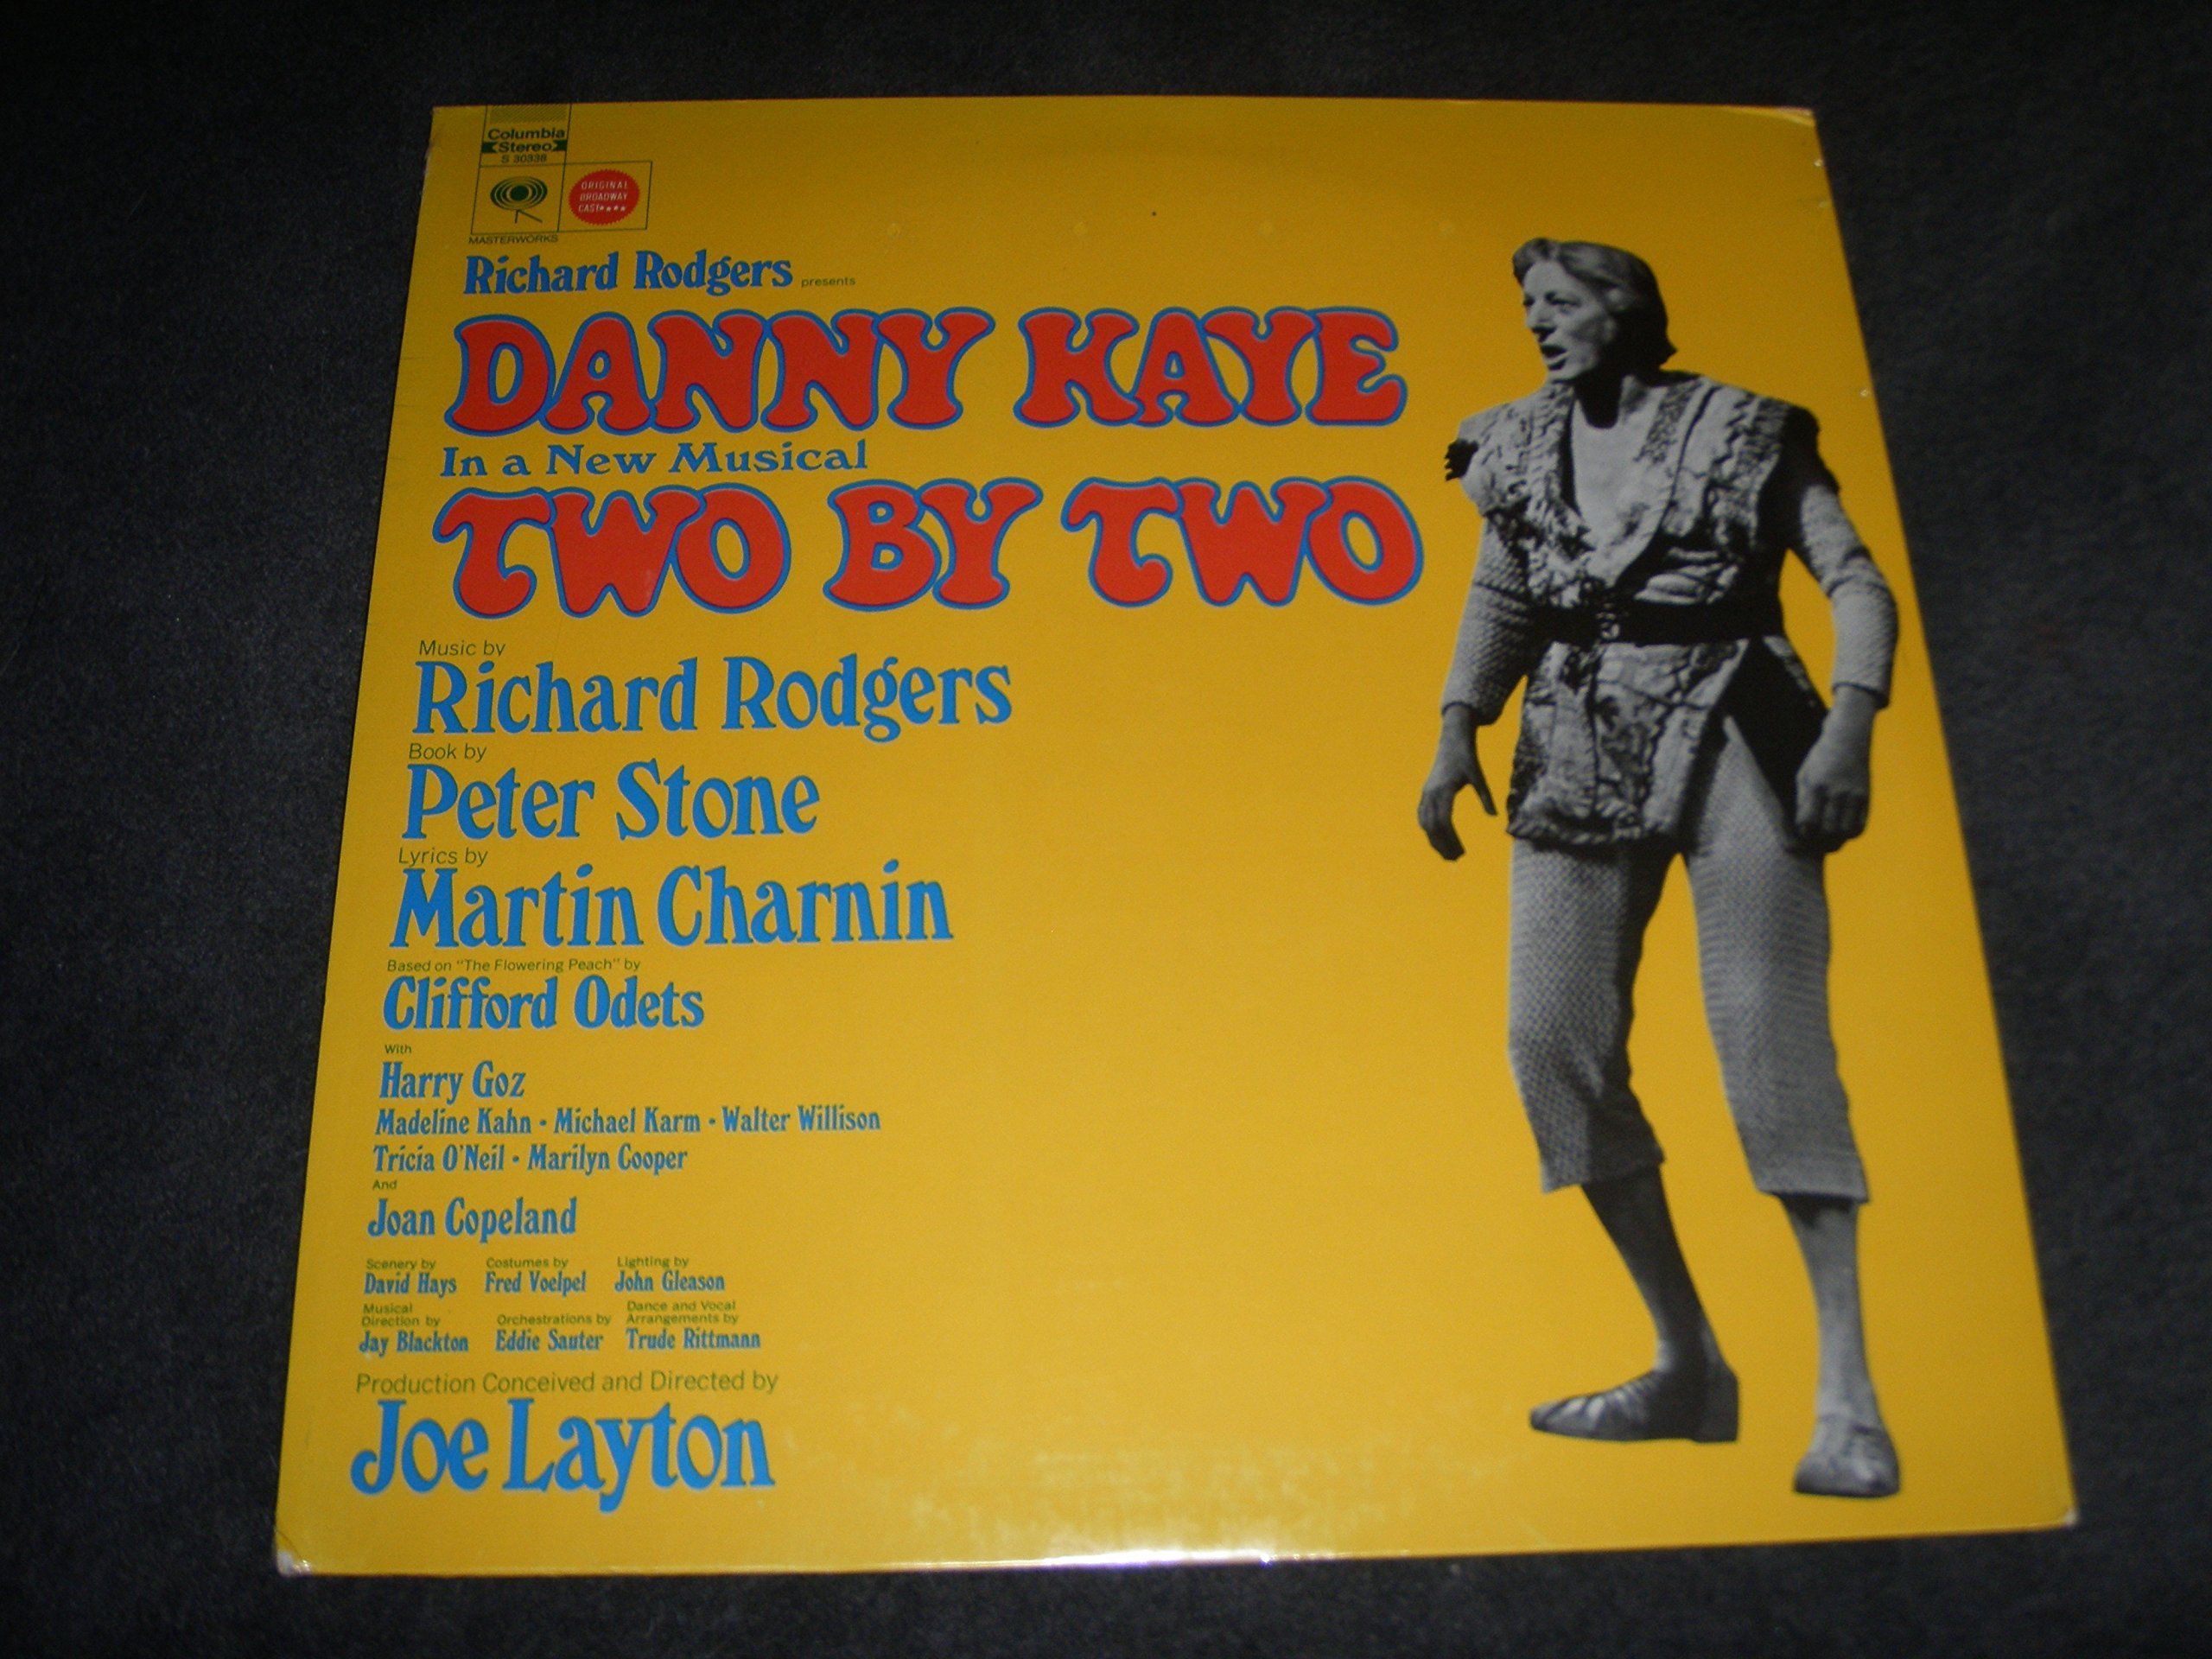 Columbia
Stereo
S 30338
ORIGINAL
BROADWAY
CAST★★★★
MASTERWORKS
Richard Rodgers presents
DANNY KAYE
In a New Musical
TWO BY TWO
Music by
Richard Rodgers
Book by
Peter Stone
Lyrics by
Martin Charnin
Based on "The Flowering Peach" by
Clifford Odets
With
Harry Goz
Madeline Kahn • Michael Karm • Walter Willison
Tricia O'Neil • Marilyn Cooper
And
Joan Copeland
Scenery by Costumes by Lighting by
David Hays Fred Voelpel John Gleason
Musical Dance and Vocal
Direction by Orchestrations by Arrangements by
Jay Blackton Eddie Sauter Trude Rittmann
Production Conceived and Directed by
Joe Layton